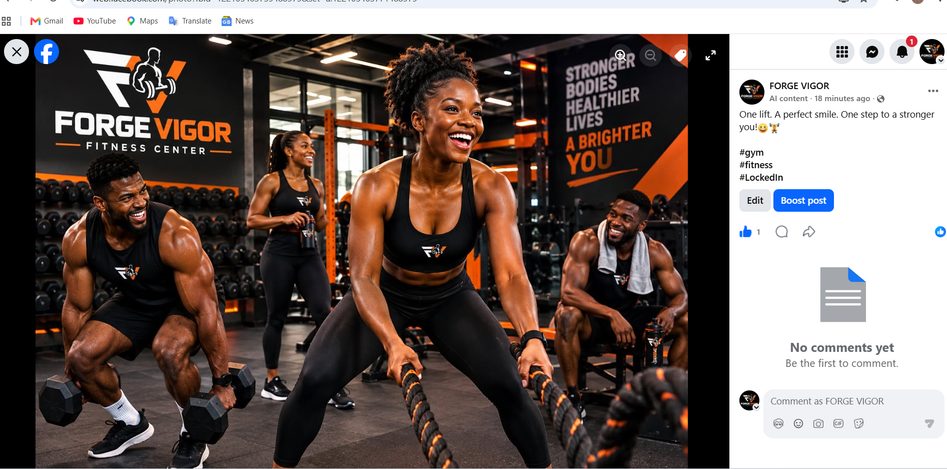 Gmail
YouTube
Maps
Translate
News
FORGE VIGOR
FITNESS CENTER
STRONGER
BODIES
HEALTHIER
LIVES
A BRIGHTER
YOU
1
FORGE VIGOR
AI content · 18 minutes ago ·
One lift. A perfect smile. One step to a stronger
you!😄🏋️
#gym
#fitness
#LockedIn
Edit
Boost post
1
No comments yet
Be the first to comment.
Comment as FORGE VIGOR
GIF